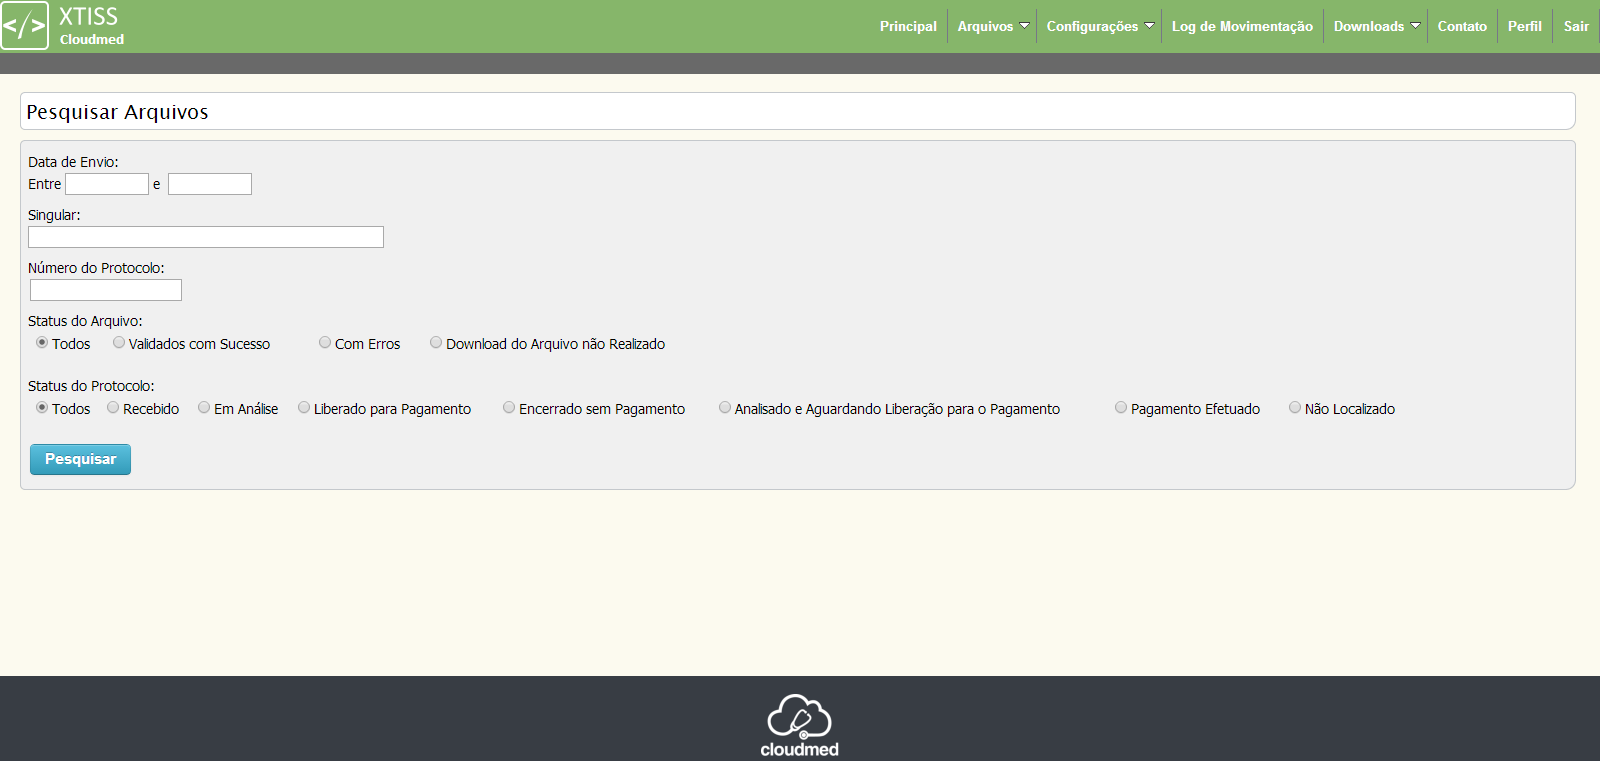 </> XTISS
Cloudmed
Principal Arquivos Configurações Log de Movimentação Downloads Contato Perfil Sair
Pesquisar Arquivos
Data de Envio:
Entre e
Singular:
Número do Protocolo:
Status do Arquivo:
Todos Validados com Sucesso Com Erros Download do Arquivo não Realizado
Status do Protocolo:
Todos Recebido Em Análise Liberado para Pagamento Encerrado sem Pagamento Analisado e Aguardando Liberação para o Pagamento Pagamento Efetuado Não Localizado
Pesquisar
cloudmed